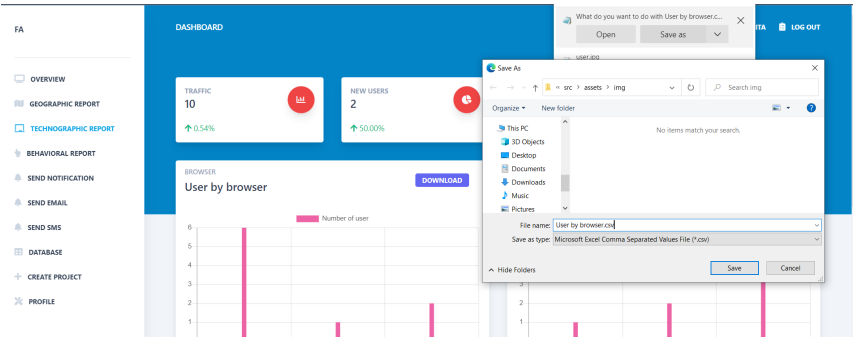 FA
OVERVIEW
GEOGRAPHIC REPORT
TECHNOGRAPHIC REPORT
BEHAVIORAL REPORT
SEND NOTIFICATION
SEND EMAIL
SEND SMS
DATABASE
CREATE PROJECT
PROFILE
DASHBOARD
ITA LOG OUT
TRAFFIC
10
0.54%
NEW USERS
2
50.00%
BROWSER
User by browser
DOWNLOAD
Number of user
6
5
4
3
2
1
What do you want to do with User by browser.c...
Open
Save as
user.jpg
Save As
« src › assets › img
Search img
Organize
New folder
This PC
3D Objects
Desktop
Documents
Downloads
Music
Pictures
No items match your search.
File name: User by browser.csv
Save as type: Microsoft Excel Comma Separated Values File (*.csv)
Hide Folders
Save
Cancel
3
2
1